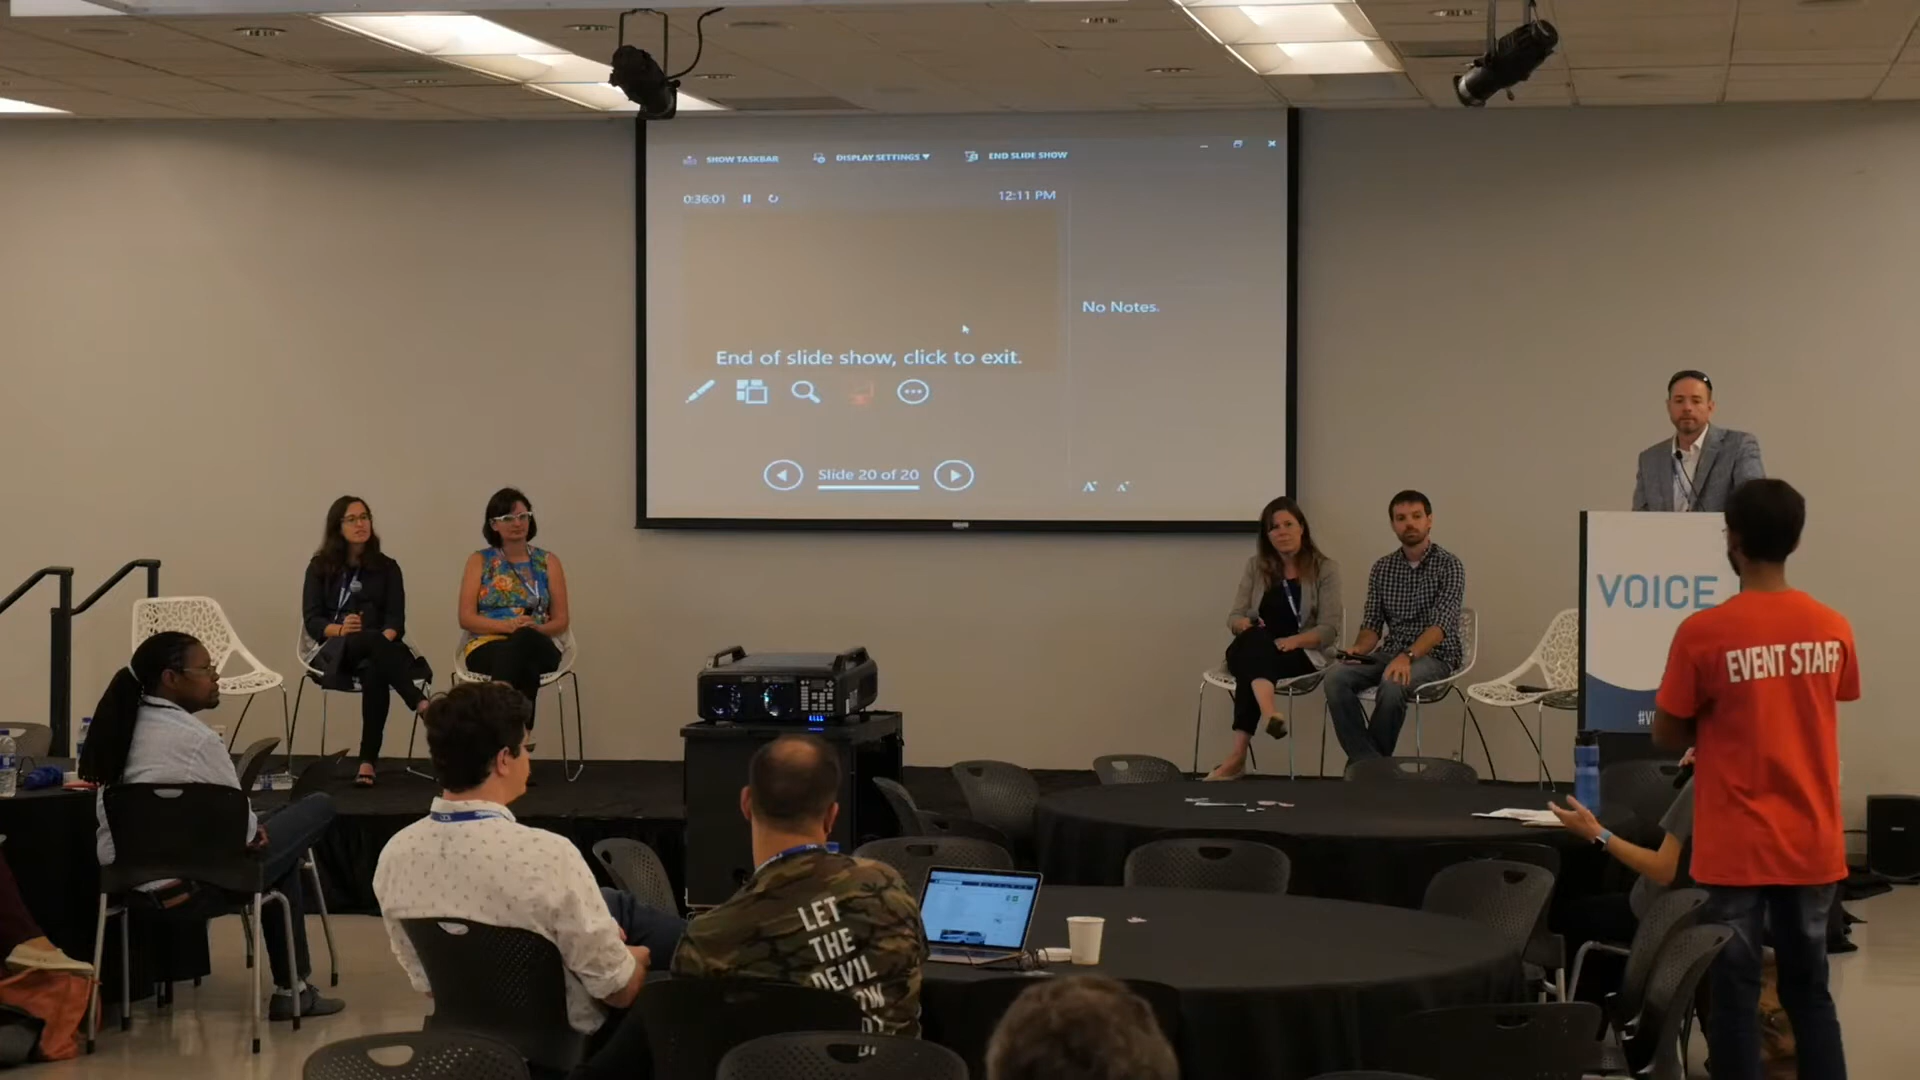 SHOW TASKBAR
DISPLAY SETTINGS ▼
END SLIDE SHOW
0:36:01
12:11 PM
No Notes.
End of slide show, click to exit.
Slide 20 of 20
A
A
VOICE
EVENT STAFF
LET
THE
DEVIL